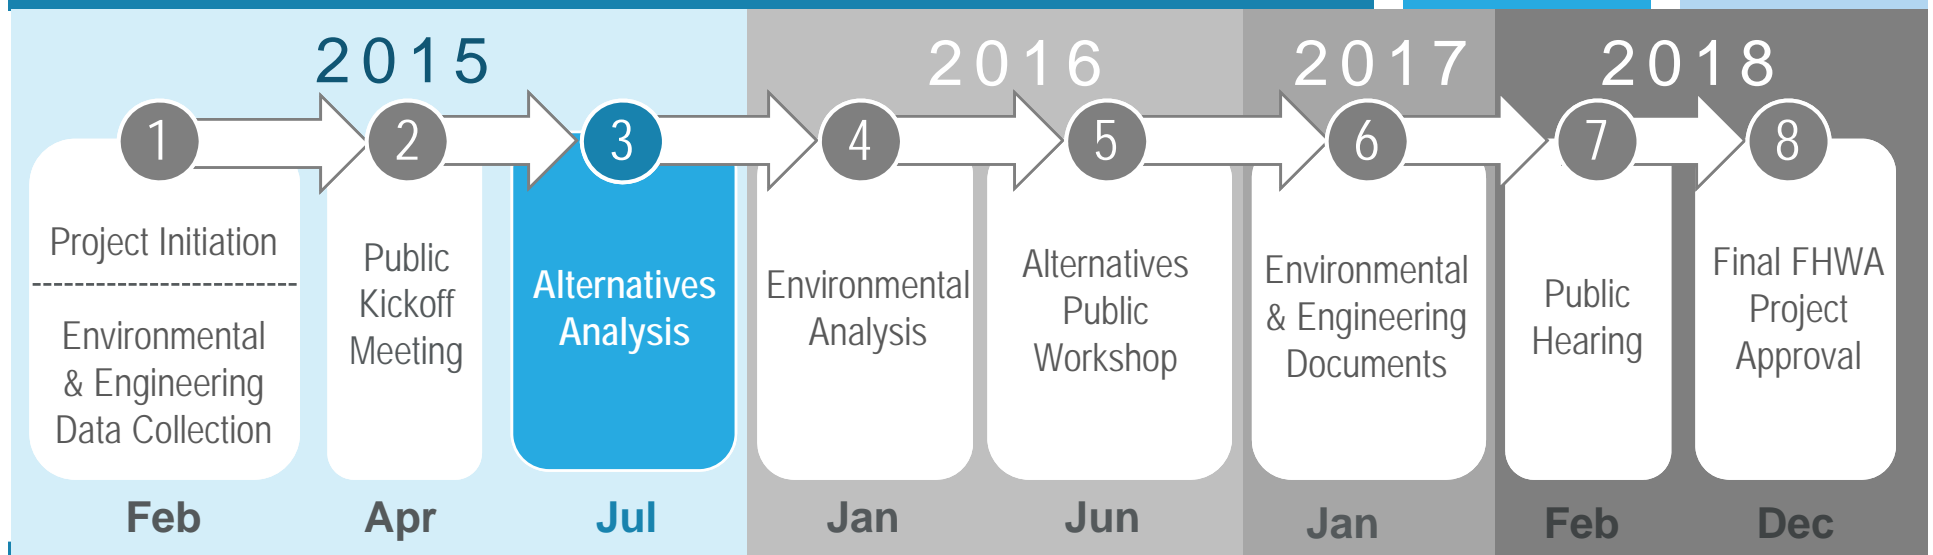 2015
2016
2017
2018
1
2
3
4
5
6
7
8
Project Initiation
Environmental
& Engineering
Data Collection
Public
Kickoff
Meeting
Alternatives
Analysis
Environmental
Analysis
Alternatives
Public
Workshop
Environmental
& Engineering
Documents
Public
Hearing
Final FHWA
Project
Approval
Feb
Apr
Jul
Jan
Jun
Jan
Feb
Dec